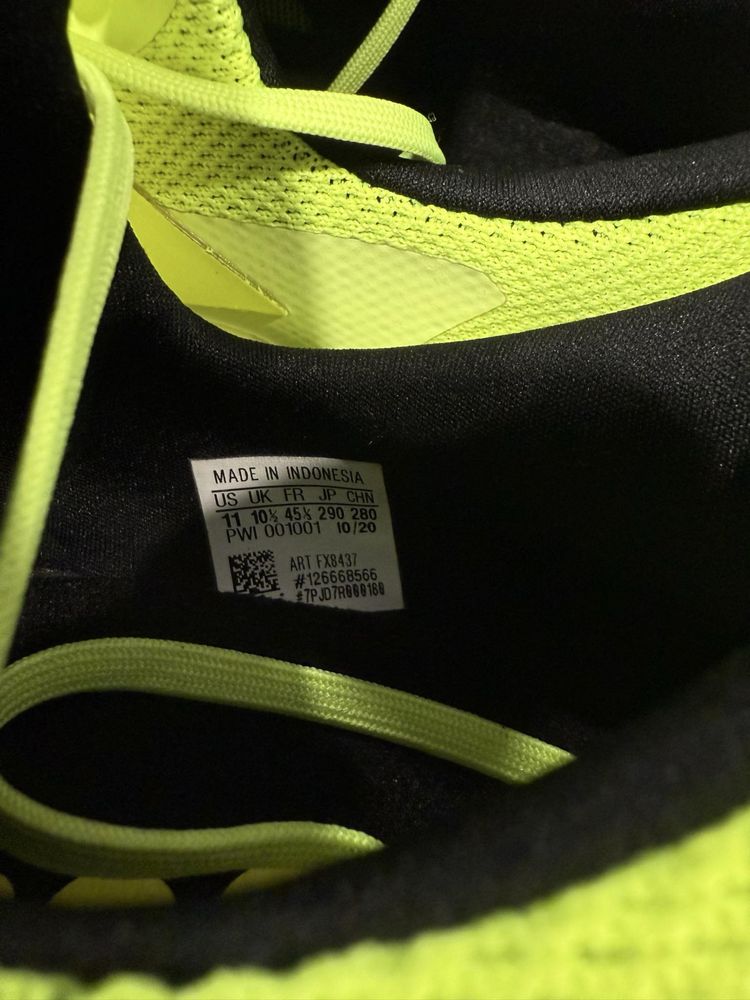 MADE IN INDONESIA
US UK FR JP CHN
11 10½ 45⅓ 290 280
PWI 001001 10/20
ART FX8437
#126668566
#7PJD7R000160